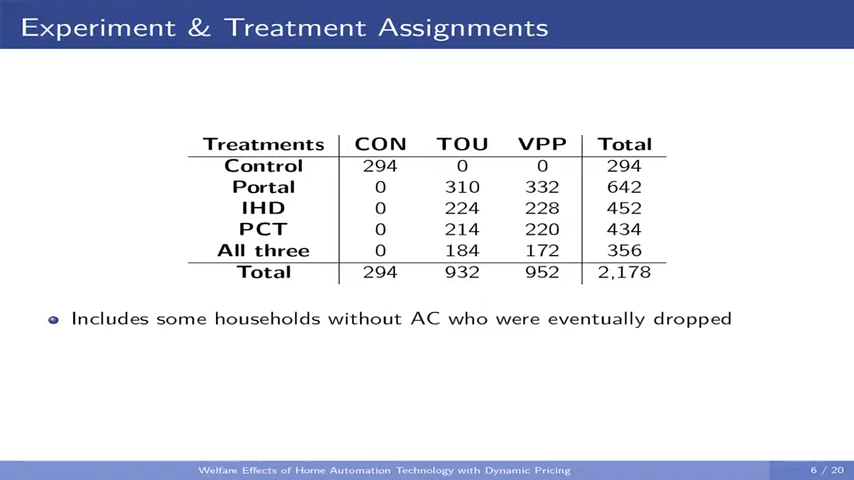 Experiment & Treatment Assignments
Treatments CON TOU VPP Total
Control 294 0 0 294
Portal 0 310 332 642
IHD 0 224 228 452
PCT 0 214 220 434
All three 0 184 172 356
Total 294 932 952 2,178
Includes some households without AC who were eventually dropped
Welfare Effects of Home Automation Technology with Dynamic Pricing 6 / 20